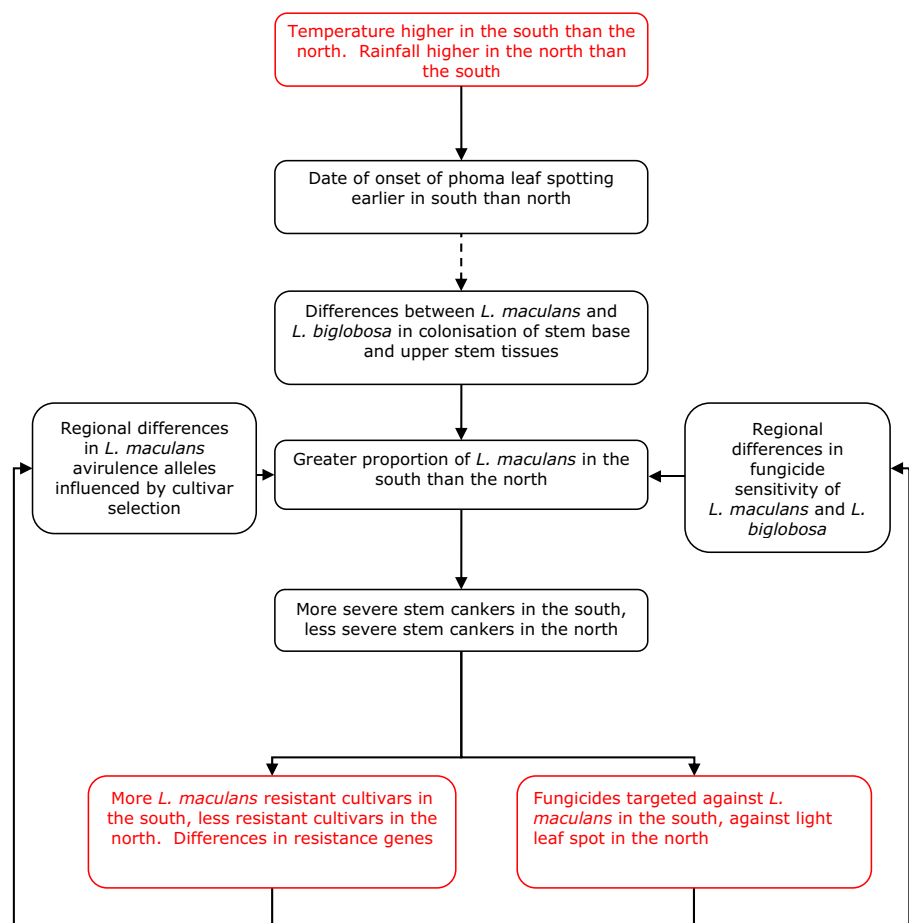 Temperature higher in the south than the
north.  Rainfall higher in the north than
the south
Date of onset of phoma leaf spotting
earlier in south than north
Differences between L. maculans and
L. biglobosa in colonisation of stem base
and upper stem tissues
Regional differences
in L. maculans
avirulence alleles
influenced by cultivar
selection
Greater proportion of L. maculans in the
south than the north
Regional
differences in
fungicide
sensitivity of
L. maculans and L.
biglobosa
More severe stem cankers in the south,
less severe stem cankers in the north
More L. maculans resistant cultivars in
the south, less resistant cultivars in the
north.  Differences in resistance genes
Fungicides targeted against L.
maculans in the south, against light
leaf spot in the north